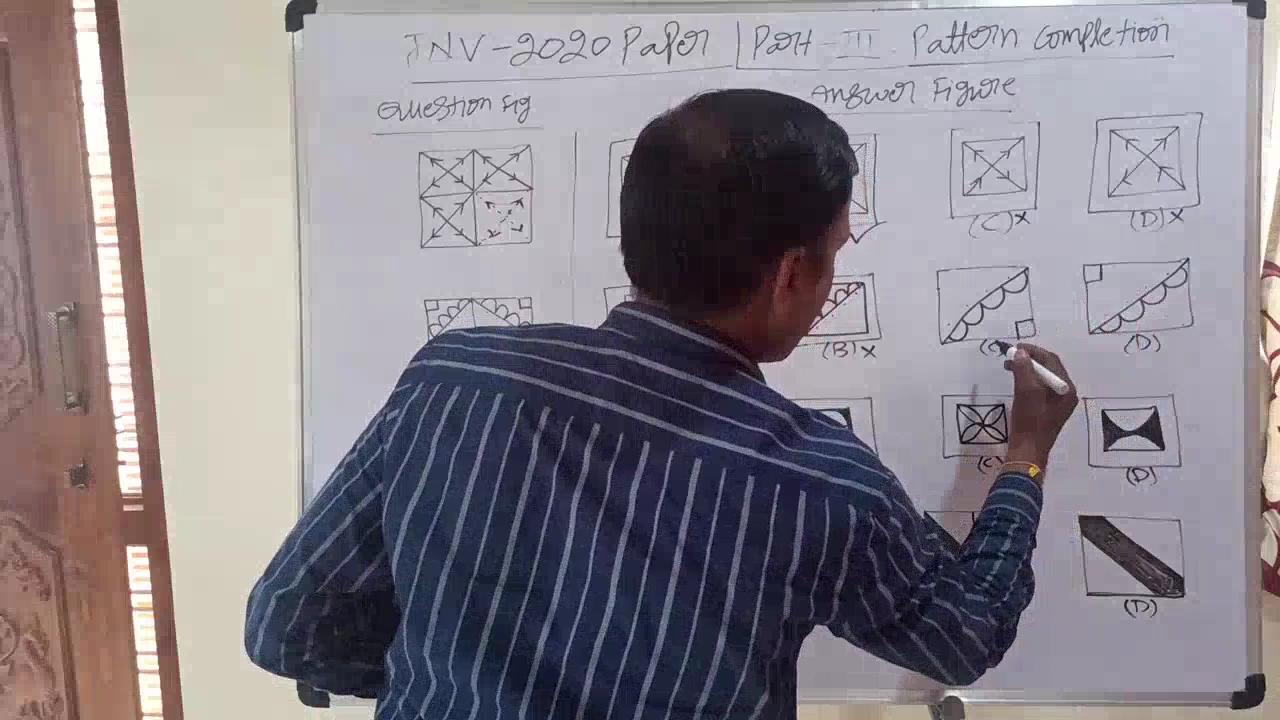 JNV-2020 Paper | Part-III Pattern Completion
Question fig
Answer Figure
(C) x
(D) x
(B) x
(D)
(C)
(D)
(D)